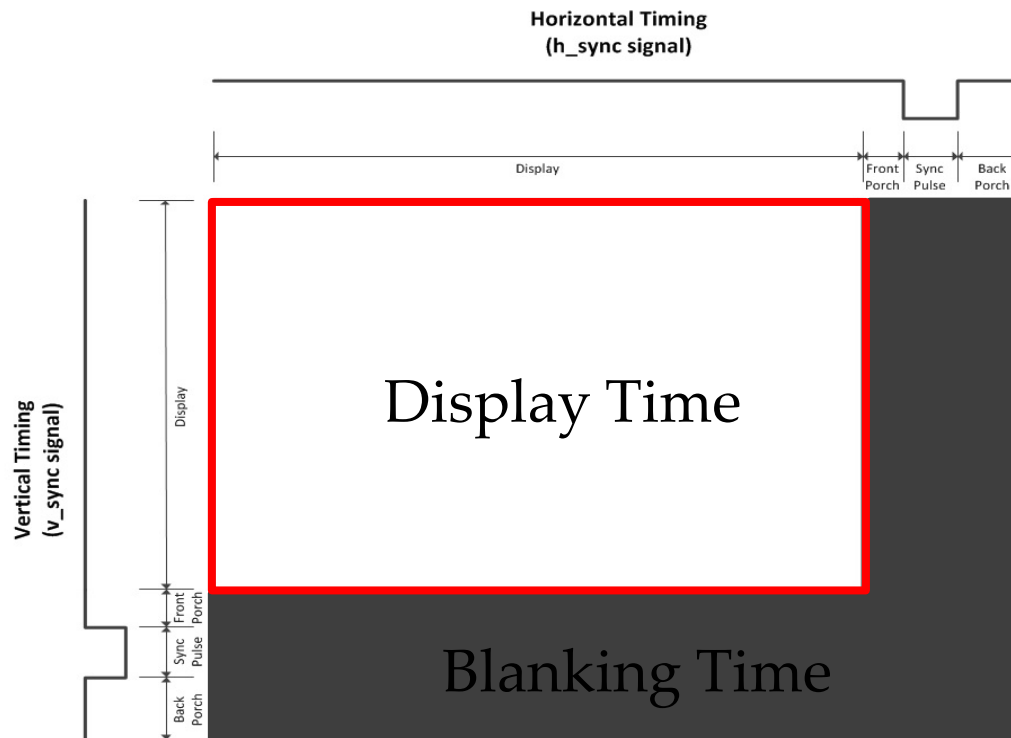 Horizontal Timing
(h_sync signal)
Display
Front
Porch
Sync
Pulse
Back
Porch
Vertical Timing
(v_sync signal)
Display
Display Time
Front
Porch
Sync
Pulse
Back
Porch
Blanking Time